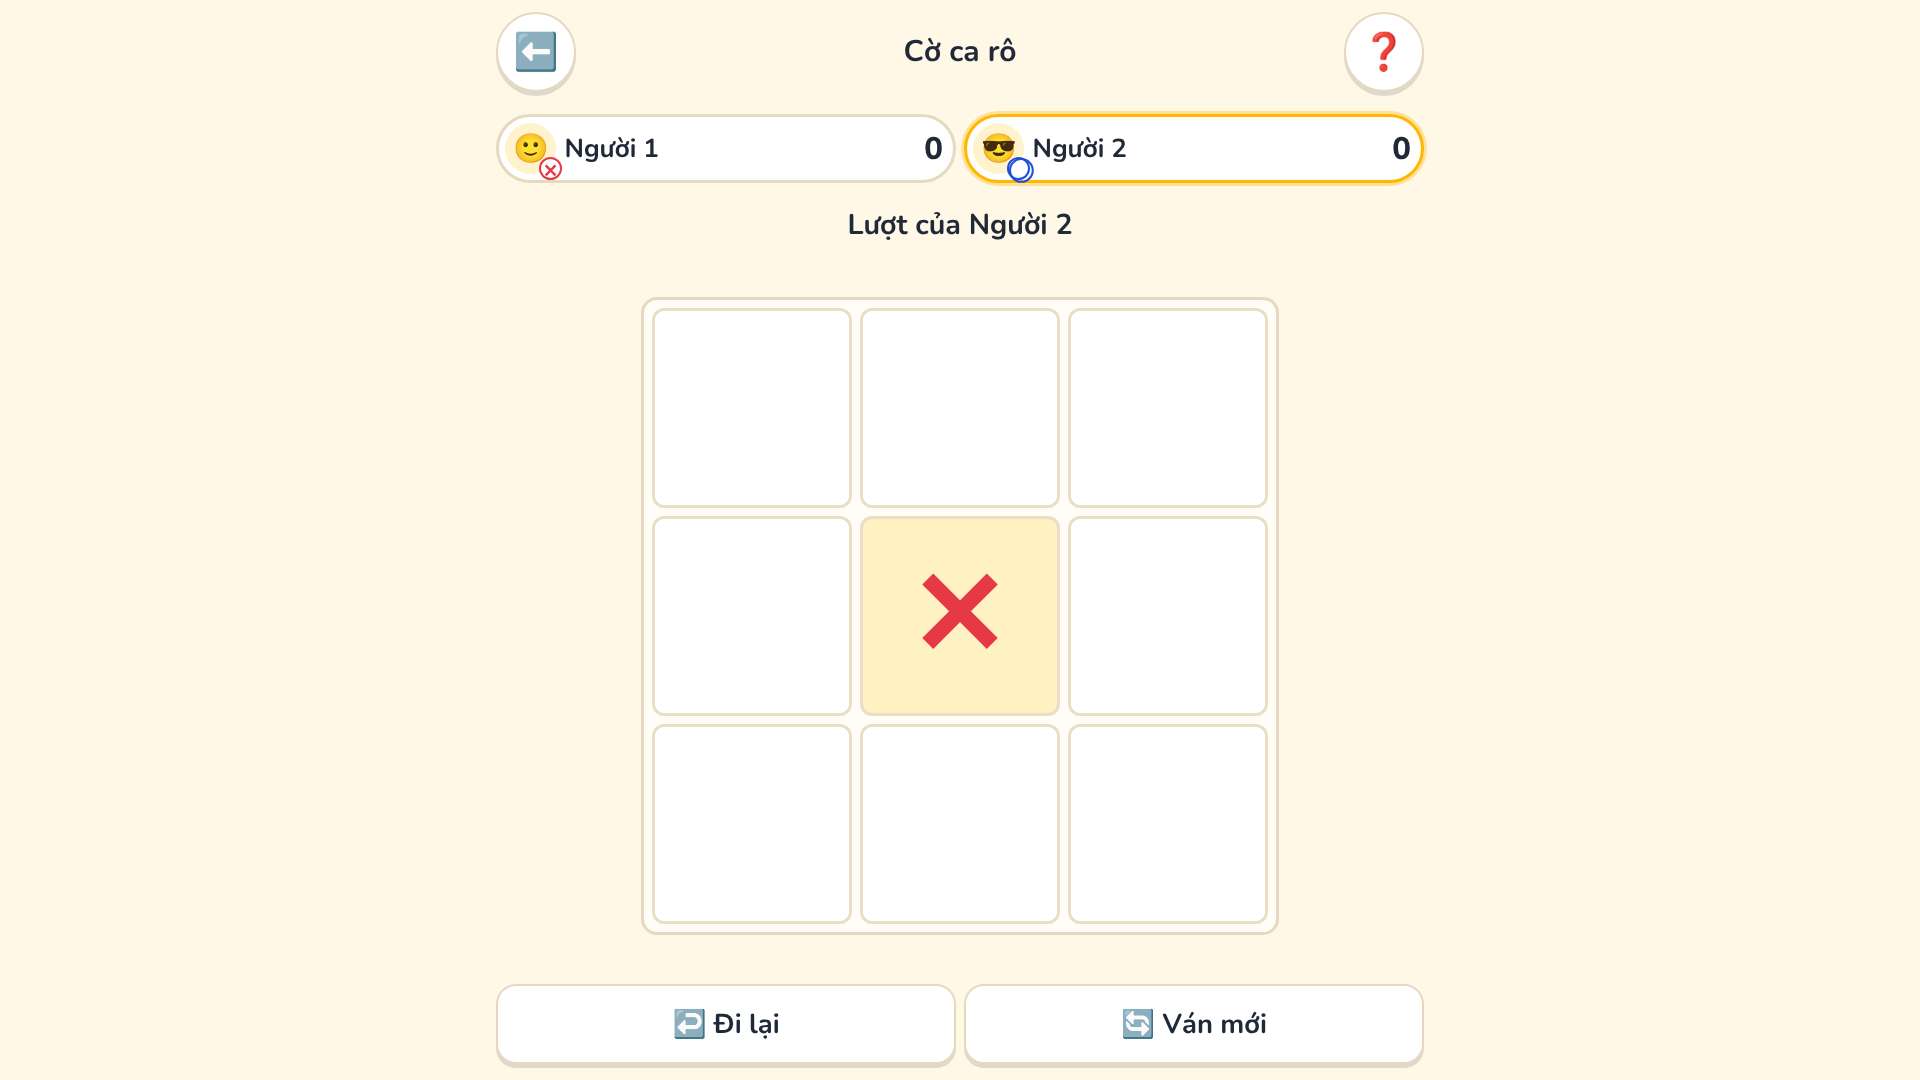 Cờ ca rô
Người 1
0
Người 2
0
Lượt của Người 2
Đi lại
Ván mới